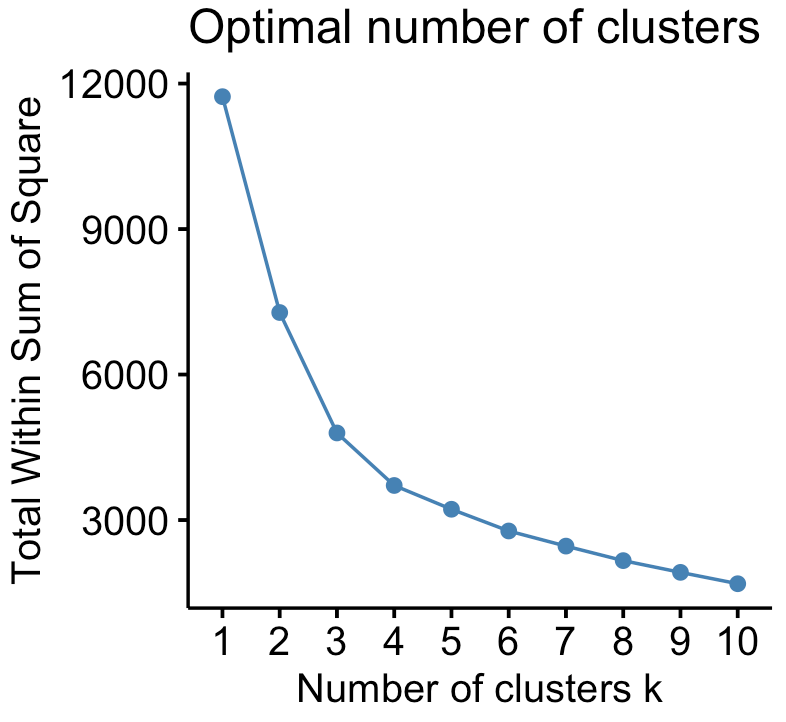 Optimal number of clusters
Total Within Sum of Square
12000
9000
6000
3000
1 2 3 4 5 6 7 8 9 10
Number of clusters k